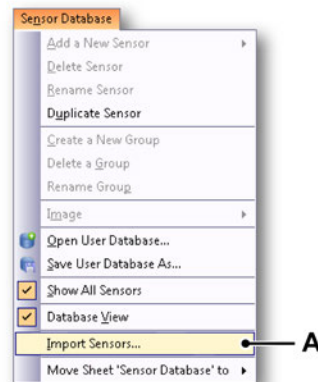 Sensor Database
Add a New Sensor
Delete Sensor
Rename Sensor
Duplicate Sensor
Create a New Group
Delete a Group
Rename Group
Image
Open User Database...
Save User Database As...
Show All Sensors
Database View
Import Sensors...
A
Move Sheet 'Sensor Database' to